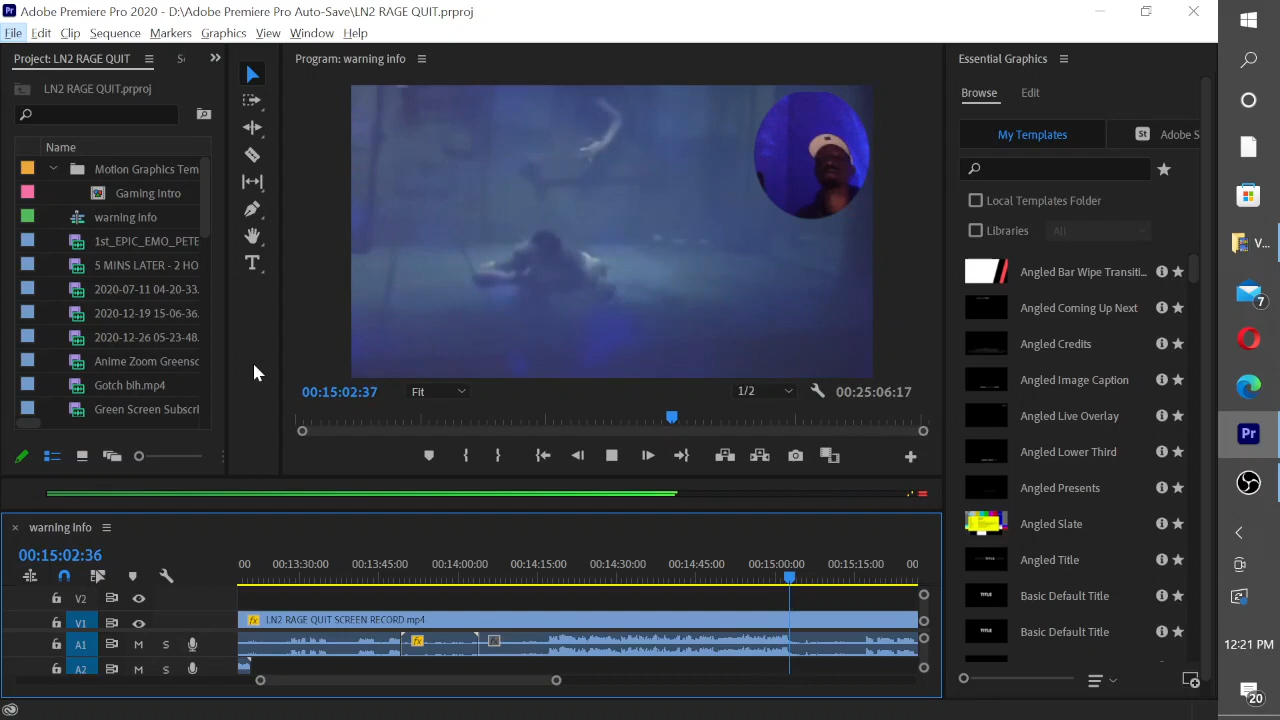 Adobe Premiere Pro 2020 - D:\Adobe Premiere Pro Auto-Save\LN2 RAGE QUIT.prproj
File Edit Clip Sequence Markers Graphics View Window Help
Project: LN2 RAGE QUIT
LN2 RAGE QUIT.prproj
Name
Motion Graphics Tem
Gaming Intro
warning Info
1st_EPIC_EMO_PETE
5 MINS LATER - 2 HO
2020-07-11 04-20-33.
2020-12-19 15-06-36.
2020-12-26 05-23-48.
Anime Zoom Greensc
Gotch blh.mp4
Green Screen Subscri
T
Program: warning Info
00:15:02:37
Fit
1/2
00:25:06:17
Essential Graphics
Browse
Edit
My Templates
St
Adobe S
Local Templates Folder
Libraries
All
Angled Bar Wipe Transiti...
Angled Coming Up Next
Angled Credits
Angled Image Caption
Angled Live Overlay
Angled Lower Third
Angled Presents
Angled Slate
Angled Title
Basic Default Title
Basic Default Title
warning Info
00:15:02:36
00
00:13:30:00
00:13:45:00
00:14:00:00
00:14:15:00
00:14:30:00
00:14:45:00
00:15:00:00
00:15:15:00
00
V2
V1
fx LN2 RAGE QUIT SCREEN RECORD.mp4
A1
M
S
fx
fx
A2
M
S
V...
7
Pr
12:21 PM
20